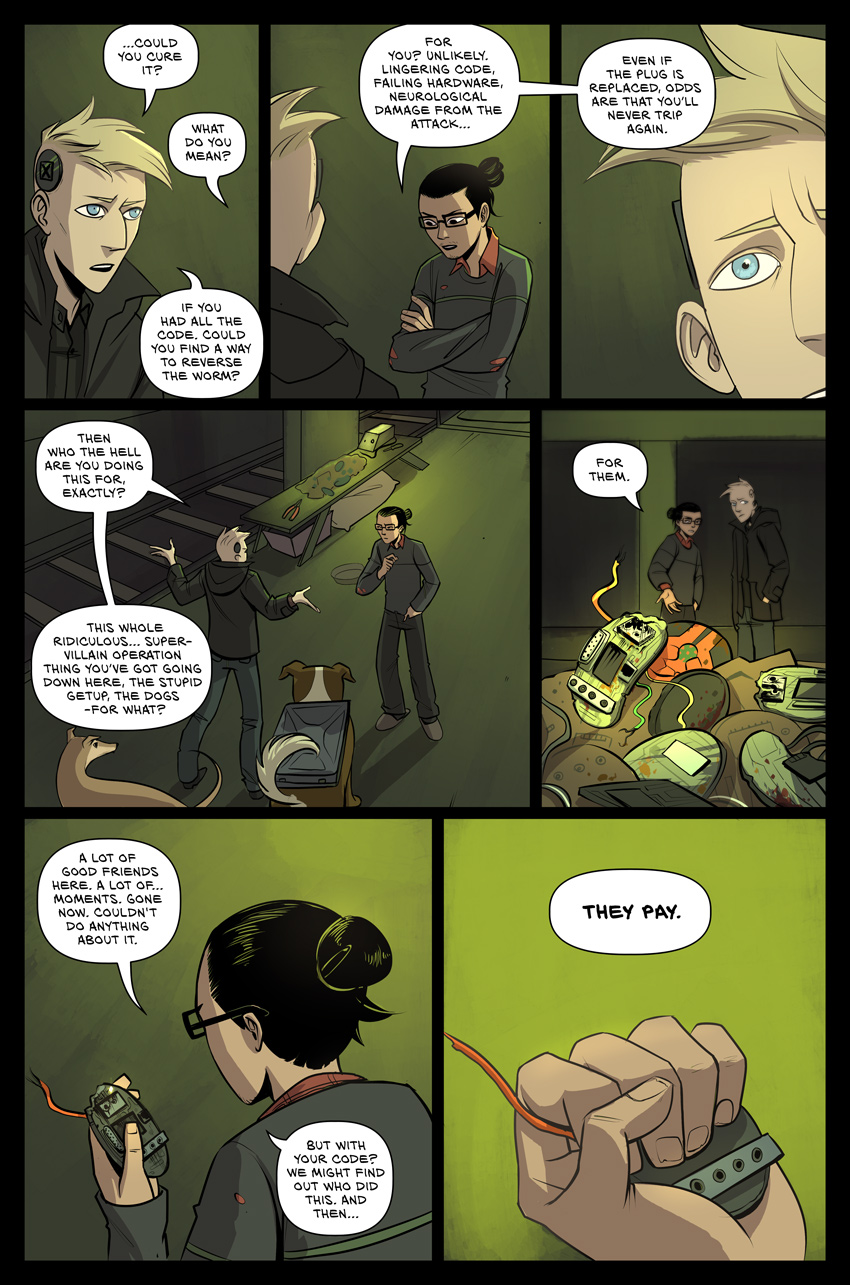 ...COULD
YOU CURE
IT?
WHAT
DO YOU
MEAN?
IF YOU
HAD ALL THE
CODE. COULD
YOU FIND A WAY
TO REVERSE
THE WORM?
FOR
YOU? UNLIKELY.
LINGERING CODE,
FAILING HARDWARE,
NEUROLOGICAL
DAMAGE FROM THE
ATTACK...
EVEN IF
THE PLUG IS
REPLACED, ODDS
ARE THAT YOU'LL
NEVER TRIP
AGAIN.
THEN
WHO THE HELL
ARE YOU DOING
THIS FOR,
EXACTLY?
THIS WHOLE
RIDICULOUS... SUPER-
VILLAIN OPERATION
THING YOU'VE GOT GOING
DOWN HERE, THE STUPID
GETUP, THE DOGS
-FOR WHAT?
FOR
THEM.
A LOT OF
GOOD FRIENDS
HERE. A LOT OF...
MOMENTS. GONE
NOW. COULDN'T
DO ANYTHING
ABOUT IT.
BUT WITH
YOUR CODE?
WE MIGHT FIND
OUT WHO DID
THIS. AND
THEN...
THEY PAY.